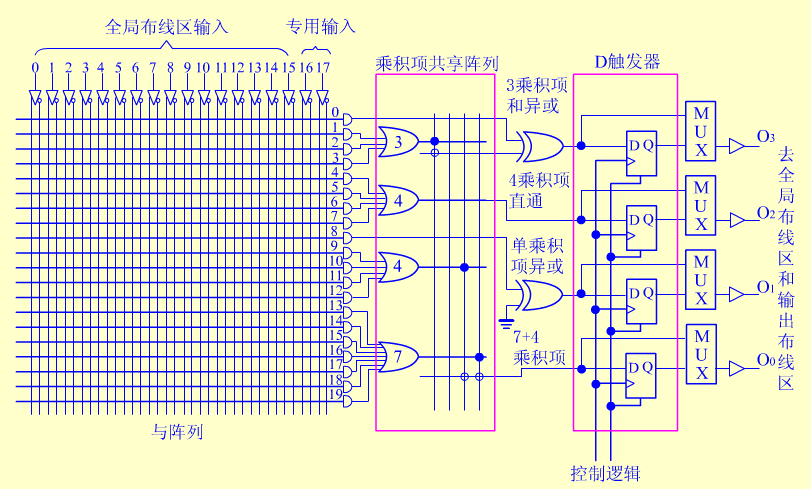 全局布线区输入 专用输入
0 1 2 3 4 5 6 7 8 9 10 11 12 13 14 15 16 17
乘积项共享阵列
D触发器
0
1
2
3
4
5
6
7
8
9
10
11
12
13
14
15
16
17
18
19
与阵列
3
4
4
7
3乘积项
和异或
4乘积项
直通
单乘积
项异或
7+4
乘积项
D Q
D Q
D Q
D Q
控制逻辑
MUX
MUX
MUX
MUX
O3
O2
O1
O0
去全局布线区和输出布线区